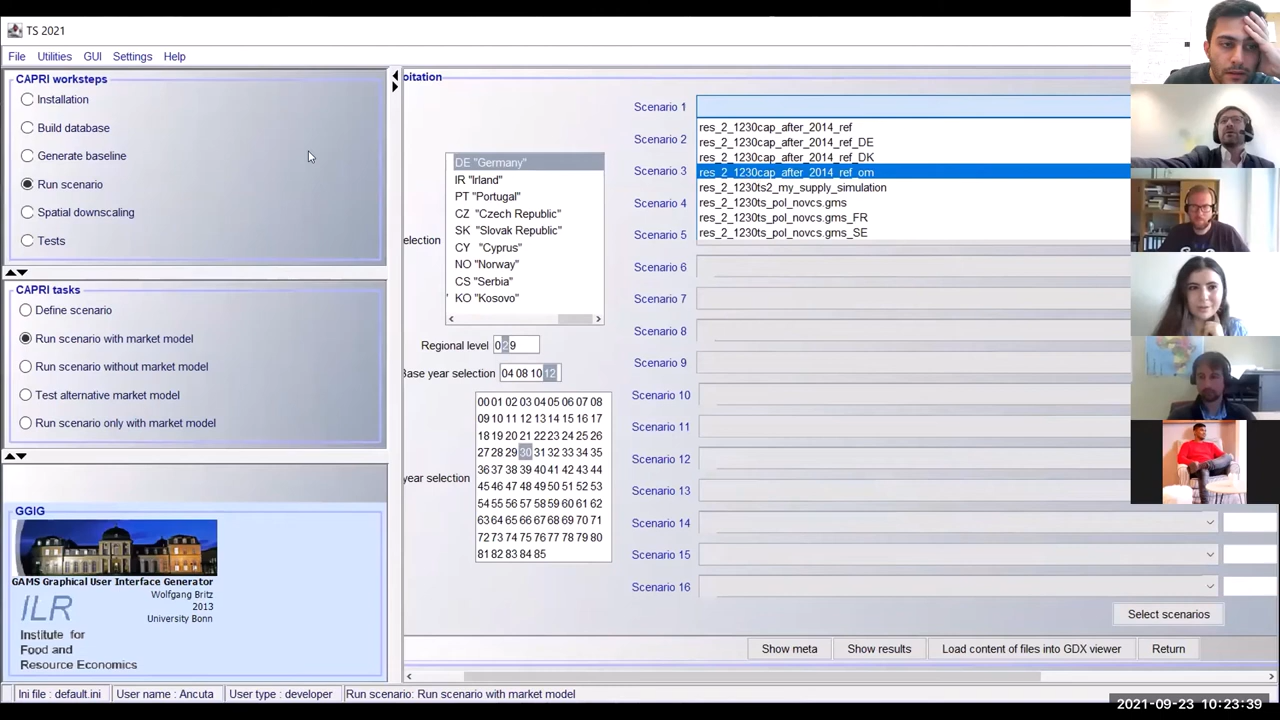 TS 2021
File Utilities GUI Settings Help
CAPRI worksteps
Installation
Build database
Generate baseline
Run scenario
Spatial downscaling
Tests
CAPRI tasks
Define scenario
Run scenario with market model
Run scenario without market model
Test alternative market model
Run scenario only with market model
GGIG
GAMS Graphical User Interface Generator
Wolfgang Britz
2013
University Bonn
ILR
Institute for
Food and
Resource Economics
oitation
election
DE "Germany"
IR "Irland"
PT "Portugal"
CZ "Czech Republic"
SK "Slovak Republic"
CY "Cyprus"
NO "Norway"
CS "Serbia"
KO "Kosovo"
Regional level 0 2 9
Base year selection 04 08 10 12
year selection
00 01 02 03 04 05 06 07 08
09 10 11 12 13 14 15 16 17
18 19 20 21 22 23 24 25 26
27 28 29 30 31 32 33 34 35
36 37 38 39 40 41 42 43 44
45 46 47 48 49 50 51 52 53
54 55 56 57 58 59 60 61 62
63 64 65 66 67 68 69 70 71
72 73 74 75 76 77 78 79 80
81 82 83 84 85
Scenario 1
Scenario 2
Scenario 3
Scenario 4
Scenario 5
Scenario 6
Scenario 7
Scenario 8
Scenario 9
Scenario 10
Scenario 11
Scenario 12
Scenario 13
Scenario 14
Scenario 15
Scenario 16
res_2_1230cap_after_2014_ref
res_2_1230cap_after_2014_ref_DE
res_2_1230cap_after_2014_ref_DK
res_2_1230cap_after_2014_ref_om
res_2_1230ts2_my_supply_simulation
res_2_1230ts_pol_novcs.gms
res_2_1230ts_pol_novcs.gms_FR
res_2_1230ts_pol_novcs.gms_SE
Select scenarios
Show meta Show results Load content of files into GDX viewer Return
Ini file : default.ini User name : Ancuta User type : developer Run scenario: Run scenario with market model
2021-09-23 10:23:39